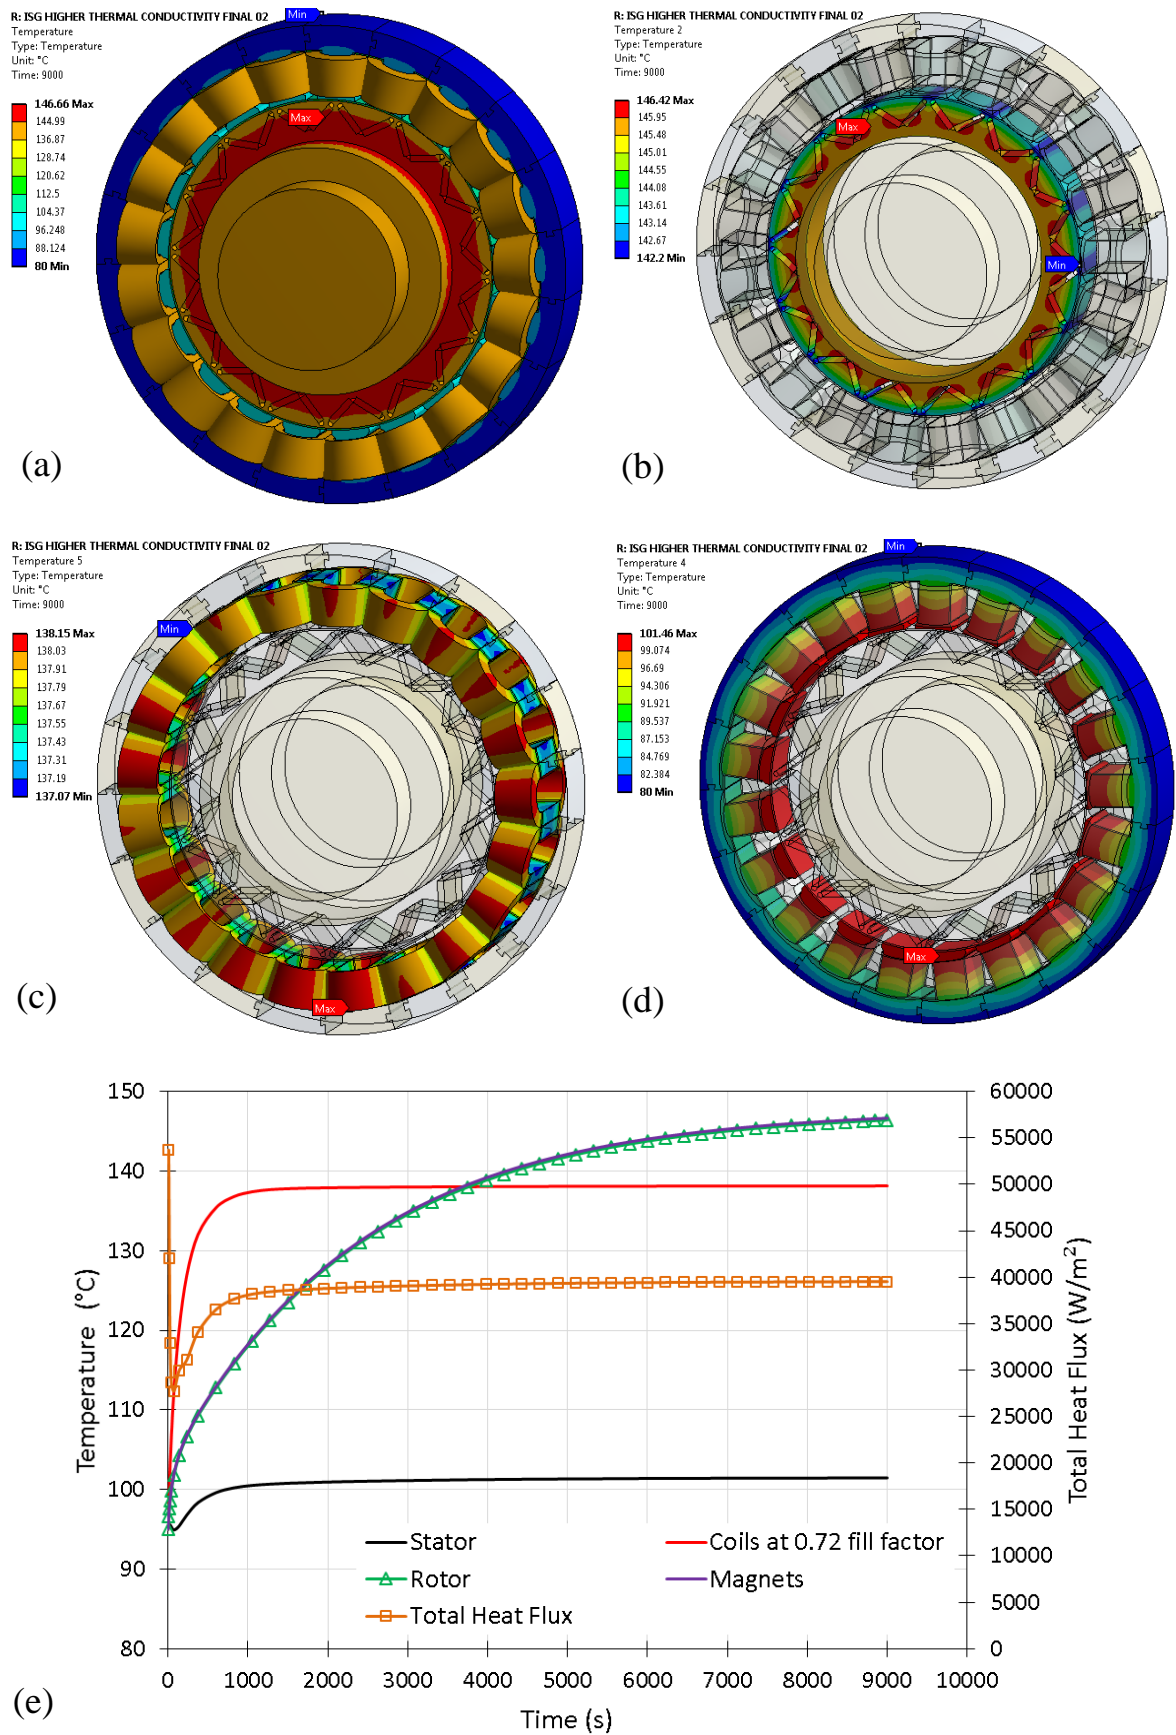 R: ISG HIGHER THERMAL CONDUCTIVITY FINAL 02
Temperature
Type: Temperature
Unit: °C
Time: 9000
Min
146.66 Max
144.99
136.87
128.74
120.62
112.5
104.37
96.248
88.124
80 Min
Max
(a)
R: ISG HIGHER THERMAL CONDUCTIVITY FINAL 02
Temperature 2
Type: Temperature
Unit: °C
Time: 9000
146.42 Max
145.95
145.48
145.01
144.55
144.08
143.61
143.14
142.67
142.2 Min
Max
Min
(b)
R: ISG HIGHER THERMAL CONDUCTIVITY FINAL 02
Temperature 5
Type: Temperature
Unit: °C
Time: 9000
Min
138.15 Max
138.03
137.91
137.79
137.67
137.55
137.43
137.31
137.19
137.07 Min
Max
(c)
R: ISG HIGHER THERMAL CONDUCTIVITY FINAL 02
Temperature 4
Type: Temperature
Unit: °C
Time: 9000
Min
101.46 Max
99.074
96.69
94.306
91.921
89.537
87.153
84.769
82.384
80 Min
Max
(d)
150
140
130
120
110
100
90
80
Temperature (°C)
60000
55000
50000
45000
40000
35000
30000
25000
20000
15000
10000
5000
0
Total Heat Flux (W/m²)
Stator
Coils at 0.72 fill factor
Rotor
Magnets
Total Heat Flux
0 1000 2000 3000 4000 5000 6000 7000 8000 9000 10000
Time (s)
(e)